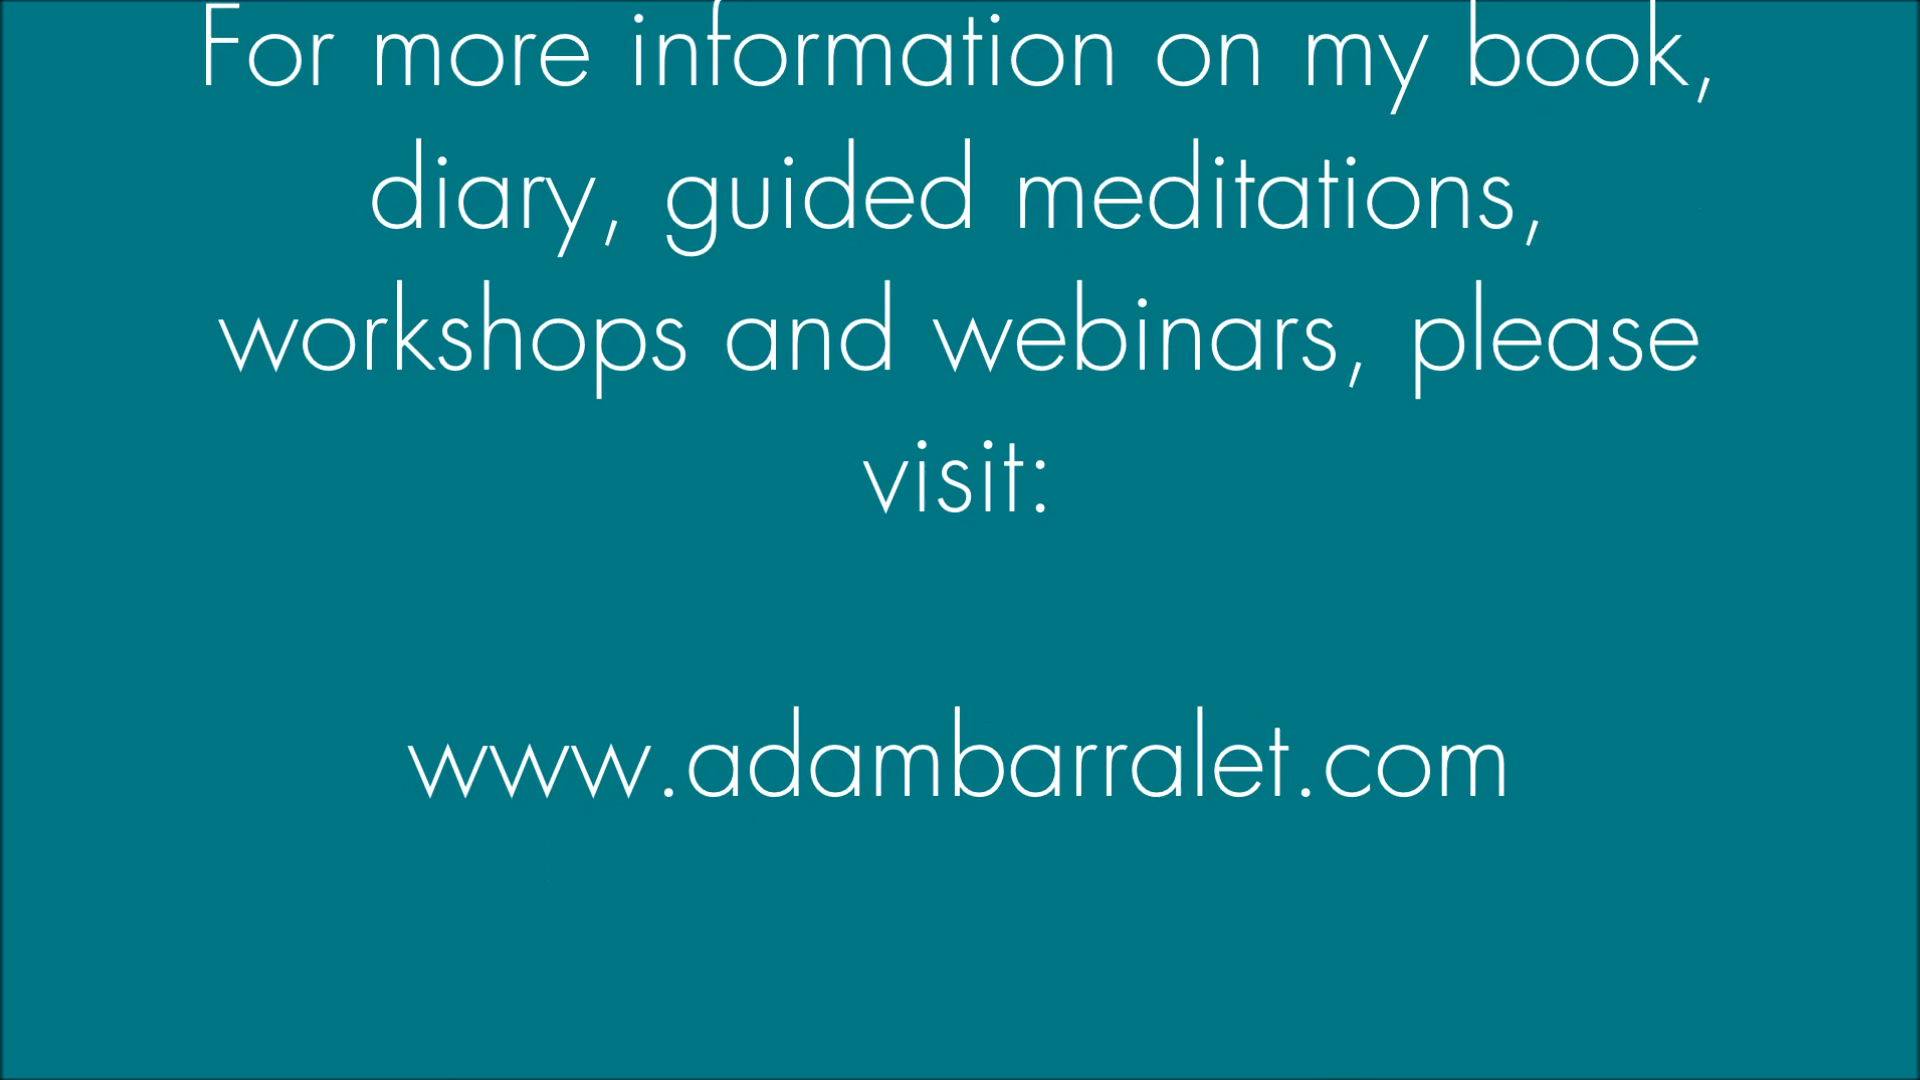 For more information on my book,
diary, guided meditations,
workshops and webinars, please
visit:
www.adambarralet.com